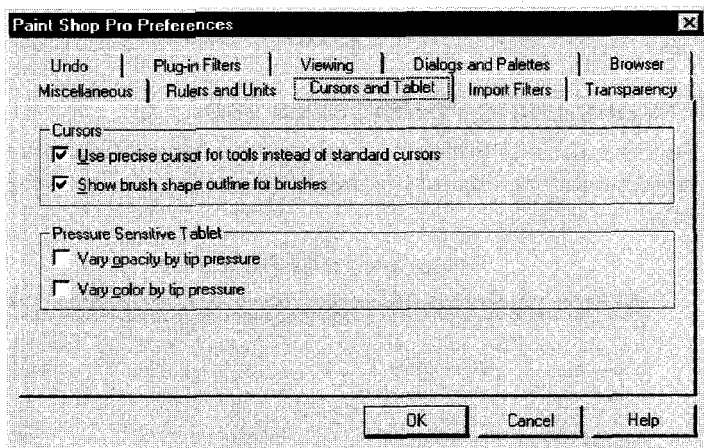 Paint Shop Pro Preferences
Undo Plug-in Filters Viewing Dialogs and Palettes Browser
Miscellaneous Rulers and Units Cursors and Tablet Import Filters Transparency
Cursors
Use precise cursor for tools instead of standard cursors
Show brush shape outline for brushes
Pressure Sensitive Tablet
Vary opacity by tip pressure
Vary color by tip pressure
OK Cancel Help